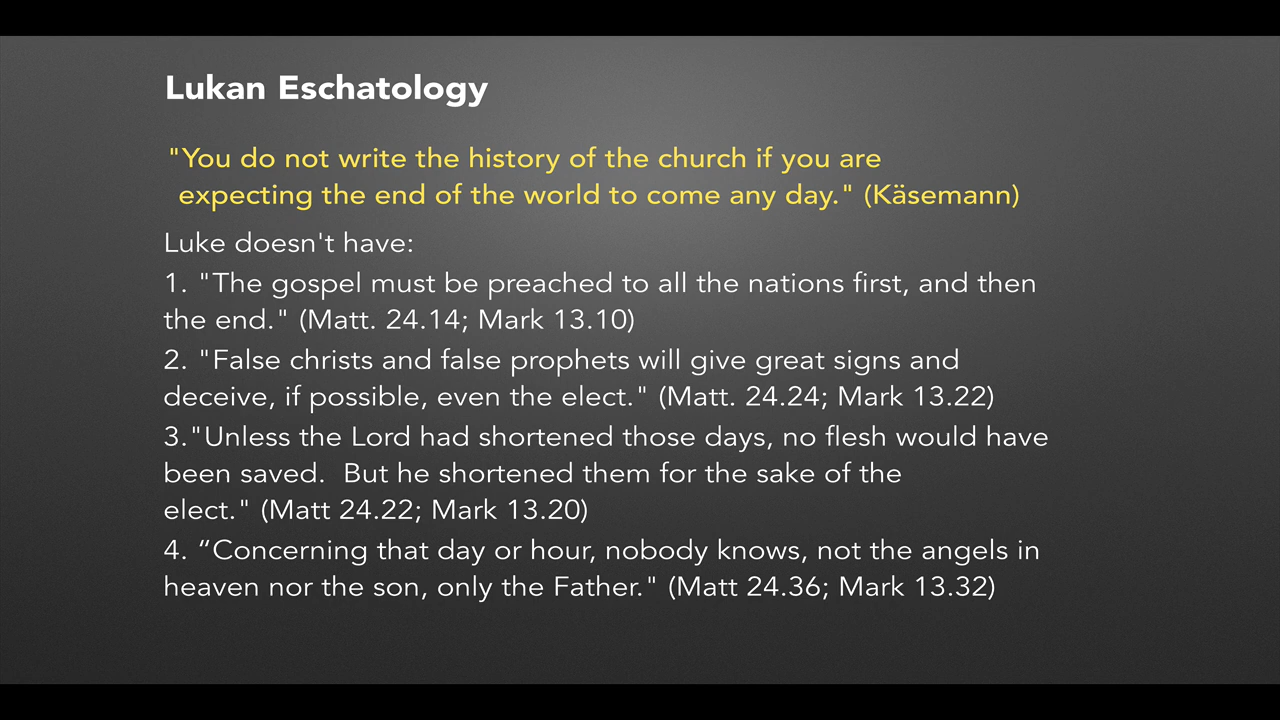 Lukan Eschatology
"You do not write the history of the church if you are
expecting the end of the world to come any day." (Käsemann)
Luke doesn't have:
1. "The gospel must be preached to all the nations first, and then
the end." (Matt. 24.14; Mark 13.10)
2. "False christs and false prophets will give great signs and
deceive, if possible, even the elect." (Matt. 24.24; Mark 13.22)
3."Unless the Lord had shortened those days, no flesh would have
been saved.  But he shortened them for the sake of the
elect." (Matt 24.22; Mark 13.20)
4. “Concerning that day or hour, nobody knows, not the angels in
heaven nor the son, only the Father." (Matt 24.36; Mark 13.32)